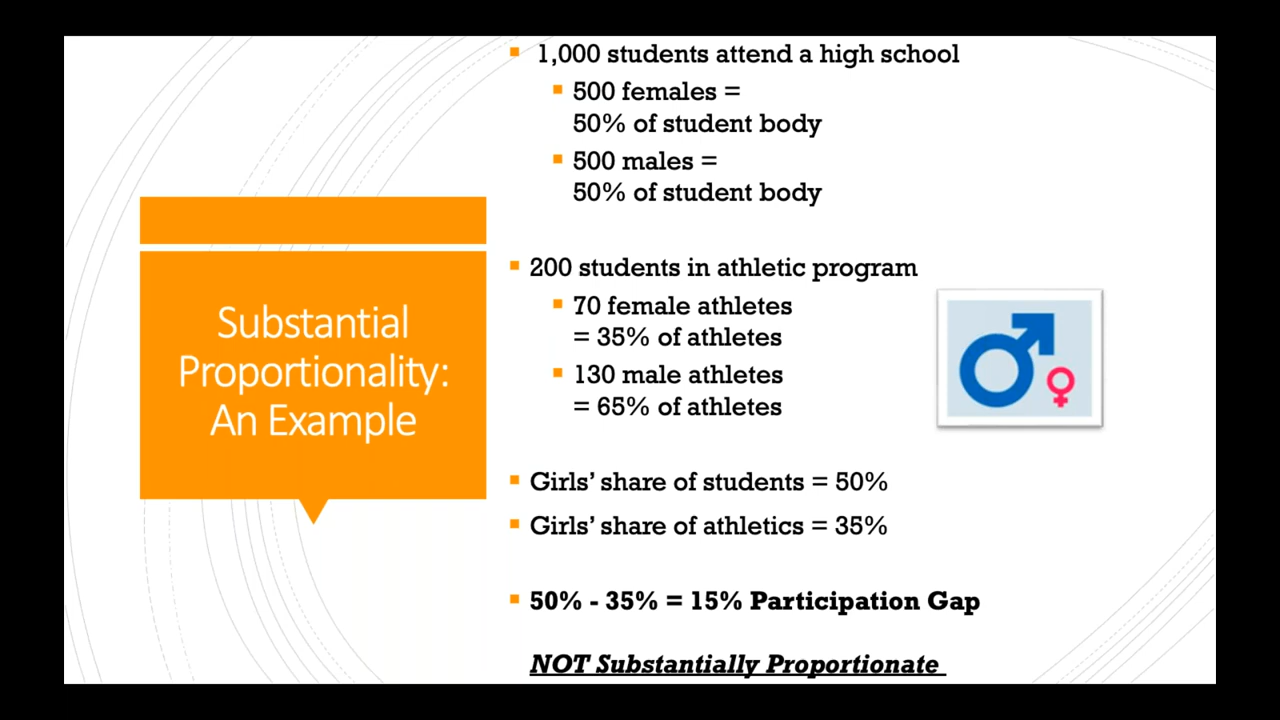 Substantial
Proportionality:
An Example
1,000 students attend a high school
500 females =
50% of student body
500 males =
50% of student body
200 students in athletic program
70 female athletes
= 35% of athletes
130 male athletes
= 65% of athletes
Girls’ share of students = 50%
Girls’ share of athletics = 35%
50% - 35% = 15% Participation Gap
NOT Substantially Proportionate